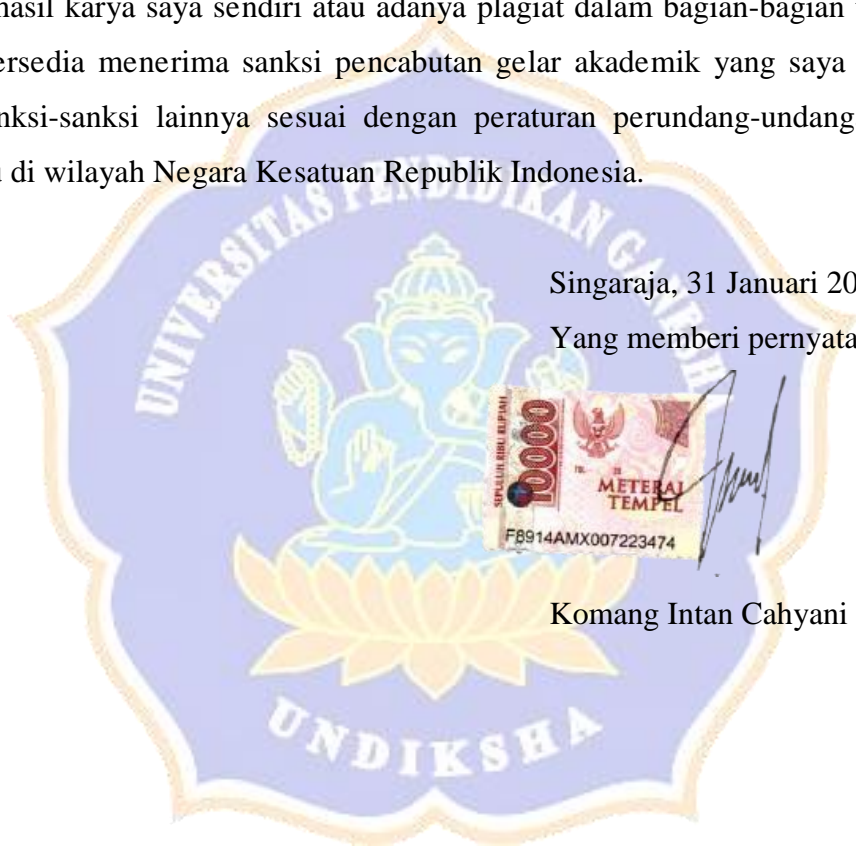 hasil karya saya sendiri atau adanya plagiat dalam bagian-bagian
ersedia menerima sanksi pencabutan gelar akademik yang saya
nksi-sanksi lainnya sesuai dengan peraturan perundang-undang
di wilayah Negara Kesatuan Republik Indonesia.
UNIVERSITAS PENDIDIKAN GANESHA
Singaraja, 31 Januari 20
Yang memberi pernyata
SEPULUH RIBU RUPIAH
10000
METERAI
TEMPEL
F8914AMX007223474
Komang Intan Cahyani
UNDIKSHA